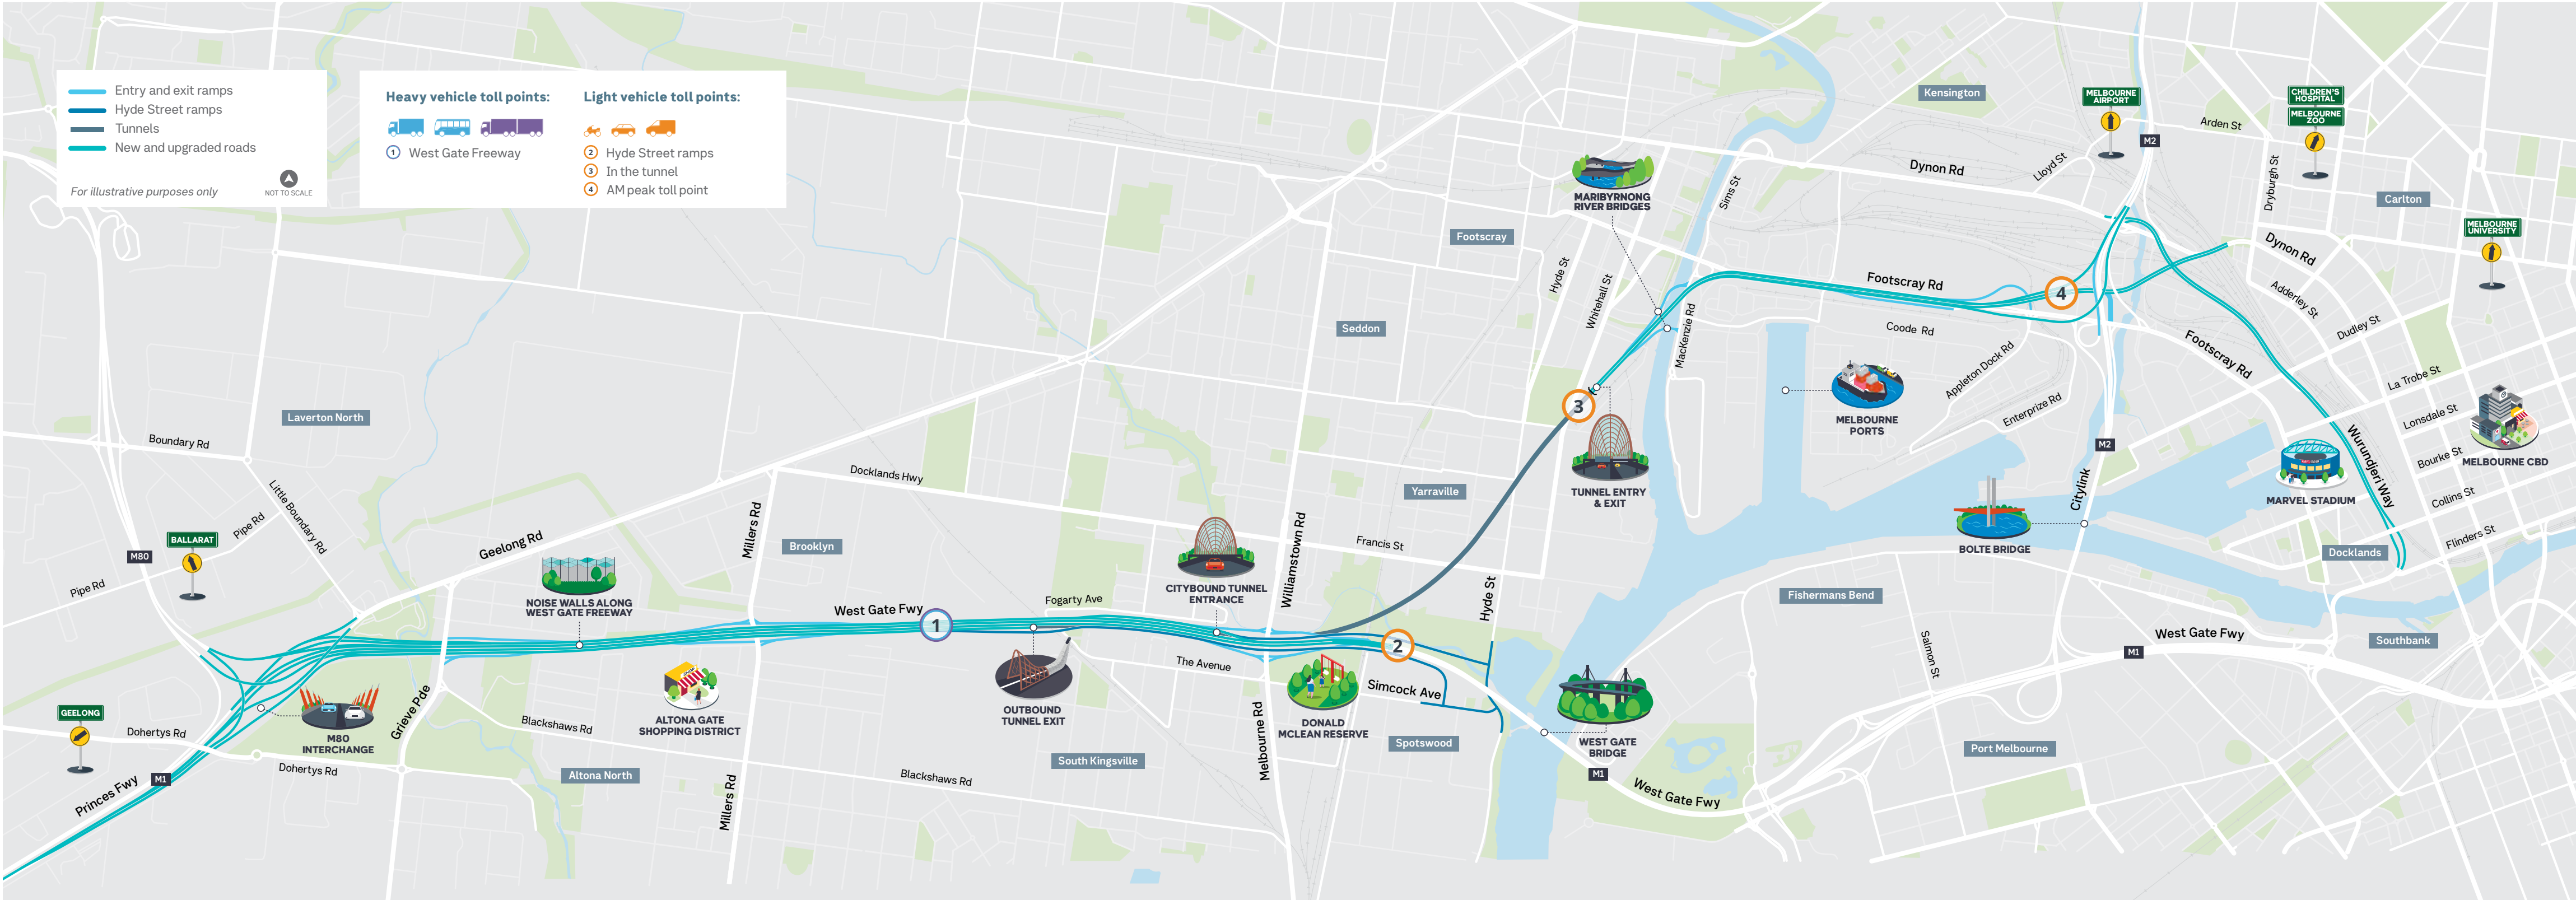 Entry and exit ramps
Hyde Street ramps
Tunnels
New and upgraded roads
For illustrative purposes only
NOT TO SCALE
Heavy vehicle toll points:
1 West Gate Freeway
Light vehicle toll points:
2 Hyde Street ramps
3 In the tunnel
4 AM peak toll point
Kensington
MELBOURNE
AIRPORT
CHILDREN'S
HOSPITAL
MELBOURNE
ZOO
M2
Arden St
Lloyd St
Dryburgh St
Dynon Rd
Carlton
MELBOURNE
UNIVERSITY
MARIBYRNONG
RIVER BRIDGES
Sims St
Footscray
Hyde St
Whitehall St
MacKenzie Rd
Footscray Rd
4
Dynon Rd
Adderley St
Dudley St
Seddon
Coode Rd
Footscray Rd
Appleton Dock Rd
Enterprize Rd
La Trobe St
Lonsdale St
Bourke St
Collins St
Flinders St
MELBOURNE CBD
Wurundjeri Way
MARVEL STADIUM
Docklands
MELBOURNE
PORTS
M2
Citylink
BOLTE BRIDGE
3
TUNNEL ENTRY
& EXIT
Yarraville
Laverton North
Boundary Rd
Little Boundary Rd
Pipe Rd
Pipe Rd
M80
BALLARAT
Geelong Rd
Docklands Hwy
Millers Rd
Brooklyn
NOISE WALLS ALONG
WEST GATE FREEWAY
West Gate Fwy
1
Fogarty Ave
CITYBOUND TUNNEL
ENTRANCE
Williamstown Rd
Francis St
Hyde St
2
Simcock Ave
The Avenue
Fishermans Bend
Salmon St
West Gate Fwy
M1
Southbank
Port Melbourne
WEST GATE
BRIDGE
M1
West Gate Fwy
Spotswood
DONALD
MCLEAN RESERVE
Melbourne Rd
OUTBOUND
TUNNEL EXIT
South Kingsville
ALTONA GATE
SHOPPING DISTRICT
Blackshaws Rd
Blackshaws Rd
Altona North
Millers Rd
Grieve Pde
M80
INTERCHANGE
GEELONG
Dohertys Rd
Dohertys Rd
M1
Princes Fwy